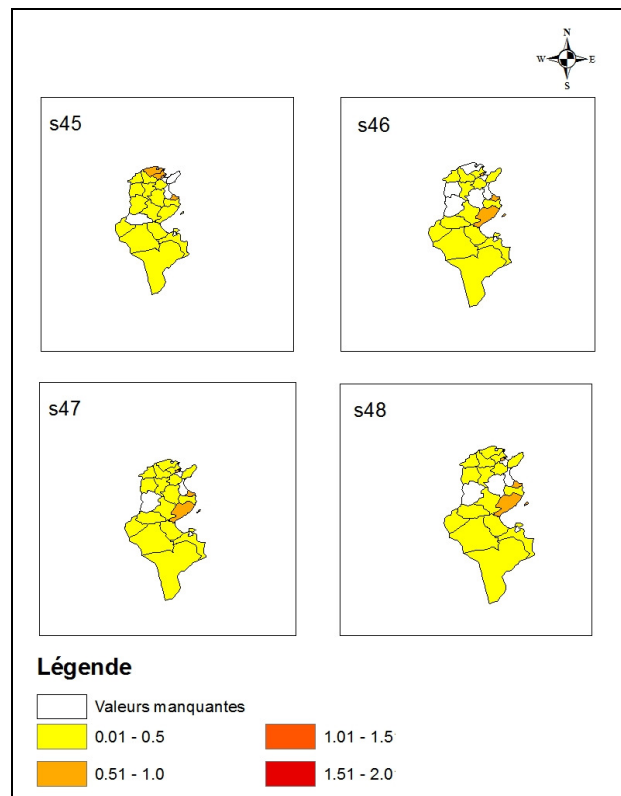 N
W E
S
s45
s46
s47
s48
Légende
Valeurs manquantes
0.01 - 0.5
1.01 - 1.5
0.51 - 1.0
1.51 - 2.0